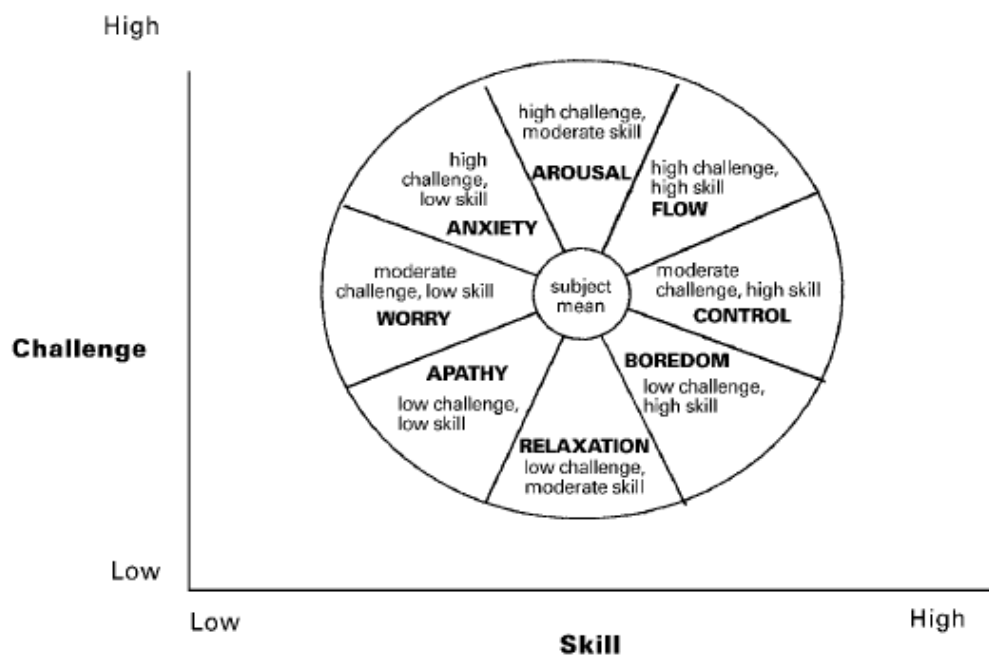 High
high challenge,
moderate skill
AROUSAL
high challenge,
high skill
FLOW
high
challenge,
low skill
ANXIETY
moderate
challenge, low skill
WORRY
subject
mean
moderate
challenge, high skill
CONTROL
Challenge
APATHY
low challenge,
low skill
BOREDOM
low challenge,
high skill
RELAXATION
low challenge,
moderate skill
Low
Low
High
Skill